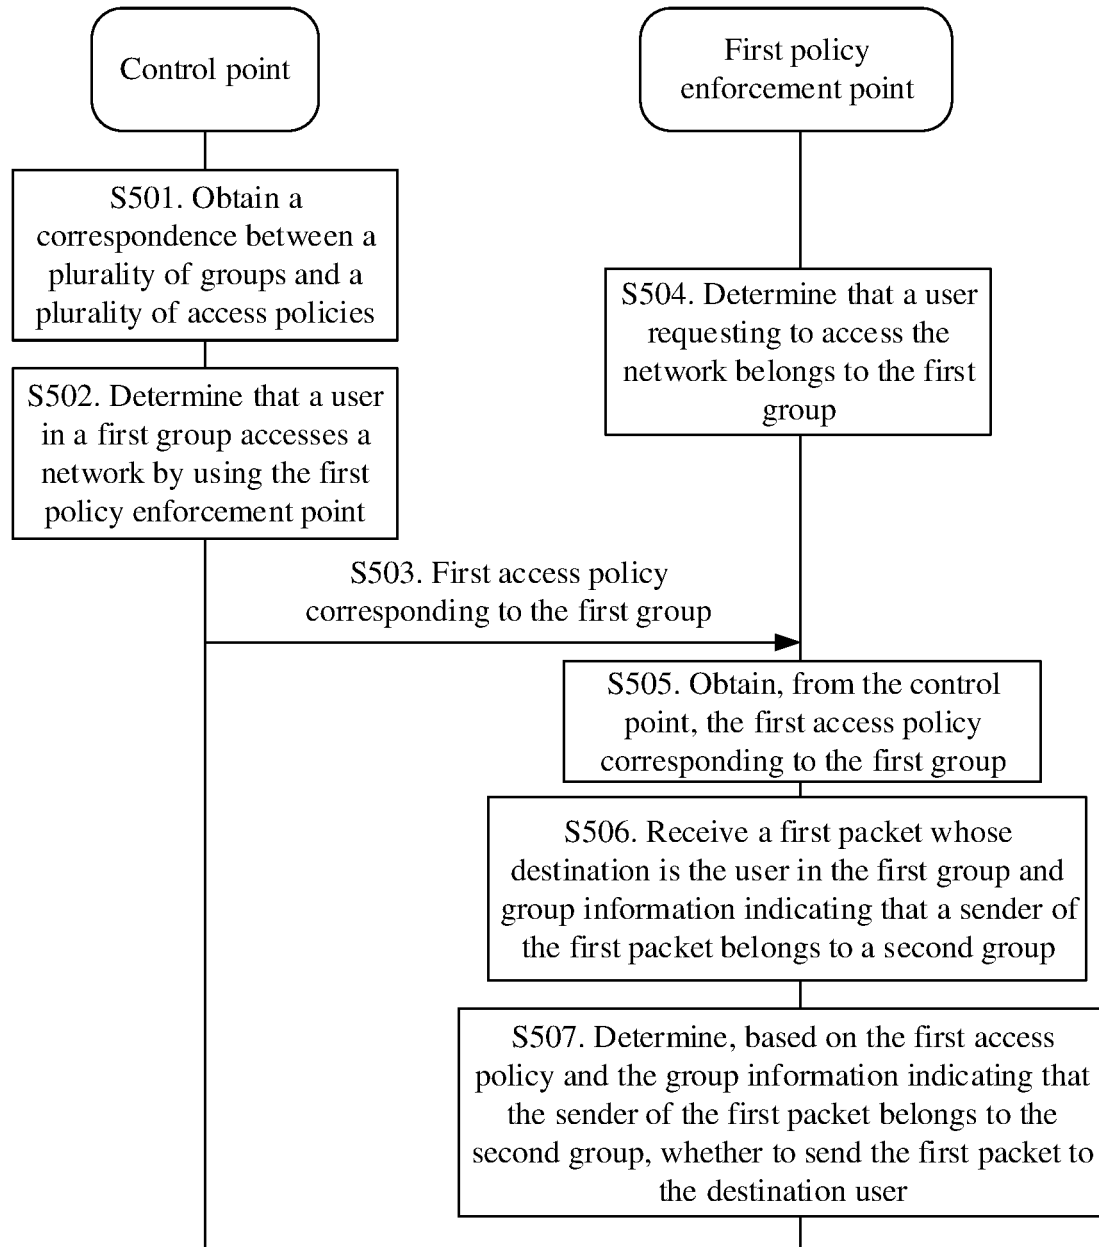 Control point
First policy
enforcement point
S501. Obtain a
correspondence between a
plurality of groups and a
plurality of access policies
S504. Determine that a user
requesting to access the
network belongs to the first
group
S502. Determine that a user
in a first group accesses a
network by using the first
policy enforcement point
S503. First access policy
corresponding to the first group
S505. Obtain, from the control
point, the first access policy
corresponding to the first group
S506. Receive a first packet whose
destination is the user in the first group and
group information indicating that a sender of
the first packet belongs to a second group
S507. Determine, based on the first access
policy and the group information indicating that
the sender of the first packet belongs to the
second group, whether to send the first packet to
the destination user